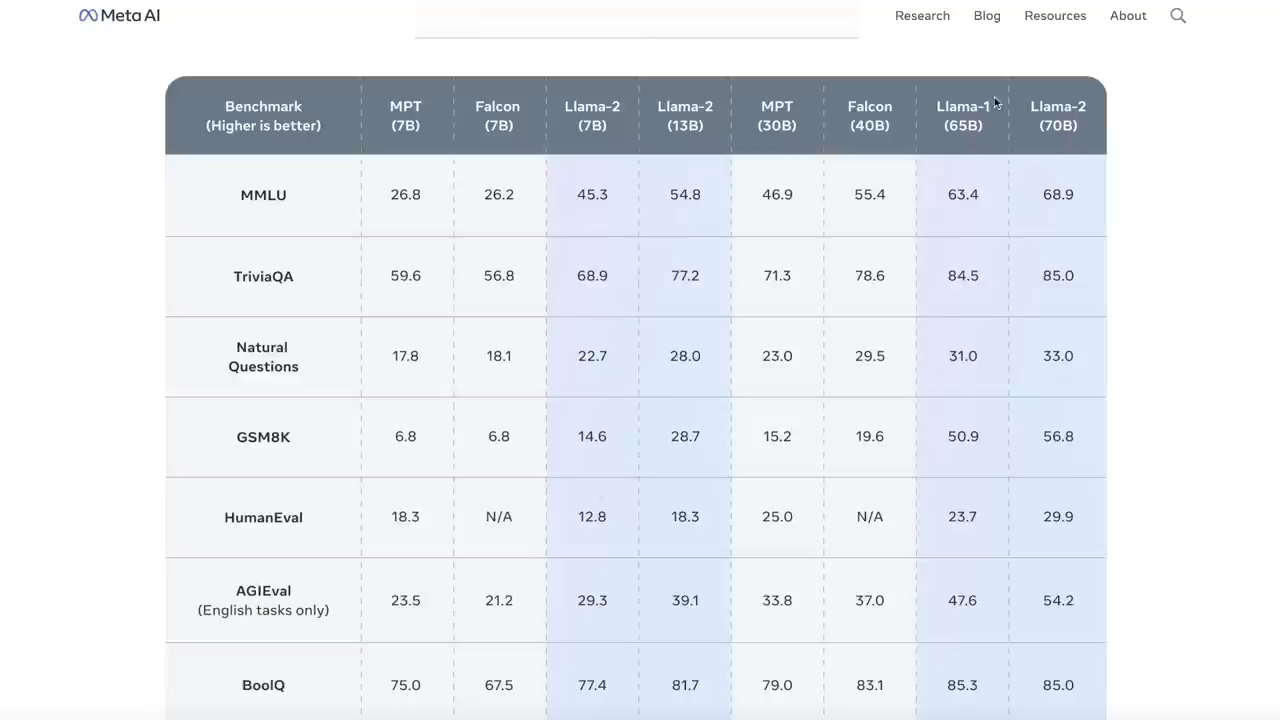 Meta AI
Research Blog Resources About
Benchmark MPT Falcon Llama-2 Llama-2 MPT Falcon Llama-1 Llama-2
(Higher is better) (7B) (7B) (7B) (13B) (30B) (40B) (65B) (70B)
MMLU 26.8 26.2 45.3 54.8 46.9 55.4 63.4 68.9
TriviaQA 59.6 56.8 68.9 77.2 71.3 78.6 84.5 85.0
Natural
Questions 17.8 18.1 22.7 28.0 23.0 29.5 31.0 33.0
GSM8K 6.8 6.8 14.6 28.7 15.2 19.6 50.9 56.8
HumanEval 18.3 N/A 12.8 18.3 25.0 N/A 23.7 29.9
AGIEval
(English tasks only) 23.5 21.2 29.3 39.1 33.8 37.0 47.6 54.2
BoolQ 75.0 67.5 77.4 81.7 79.0 83.1 85.3 85.0